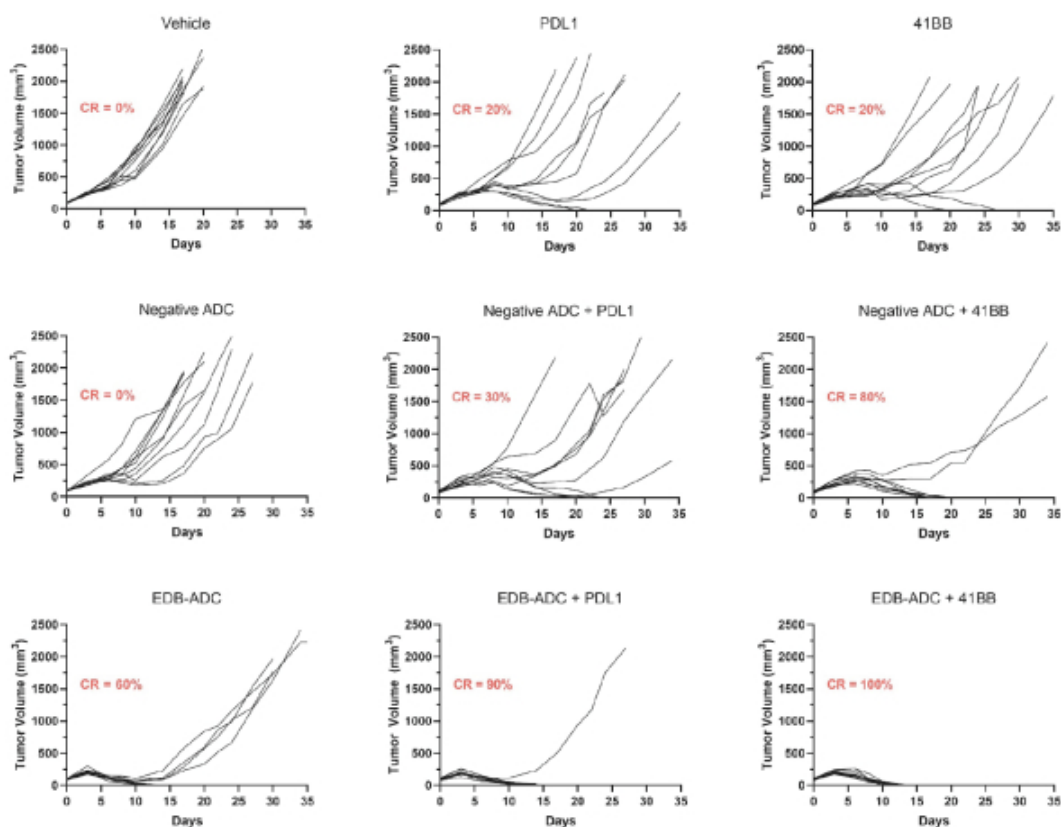 Vehicle
PDL1
41BB
Tumor Volume (mm³)
2500
2000
1500
1000
500
0
CR = 0%
0 5 10 15 20 25 30 35
Days
Tumor Volume (mm³)
2500
2000
1500
1000
500
0
CR = 20%
0 5 10 15 20 25 30 35
Days
Tumor Volume (mm³)
2500
2000
1500
1000
500
0
CR = 20%
0 5 10 15 20 25 30 35
Days
Negative ADC
Negative ADC + PDL1
Negative ADC + 41BB
Tumor Volume (mm³)
2500
2000
1500
1000
500
0
CR = 0%
0 5 10 15 20 25 30 35
Days
Tumor Volume (mm³)
2500
2000
1500
1000
500
0
CR = 30%
0 5 10 15 20 25 30 35
Days
Tumor Volume (mm³)
2500
2000
1500
1000
500
0
CR = 80%
0 5 10 15 20 25 30 35
Days
EDB-ADC
EDB-ADC + PDL1
EDB-ADC + 41BB
Tumor Volume (mm³)
2500
2000
1500
1000
500
0
CR = 60%
0 5 10 15 20 25 30 35
Days
Tumor Volume (mm³)
2500
2000
1500
1000
500
0
CR = 90%
0 5 10 15 20 25 30 35
Days
Tumor Volume (mm³)
2500
2000
1500
1000
500
0
CR = 100%
0 5 10 15 20 25 30 35
Days